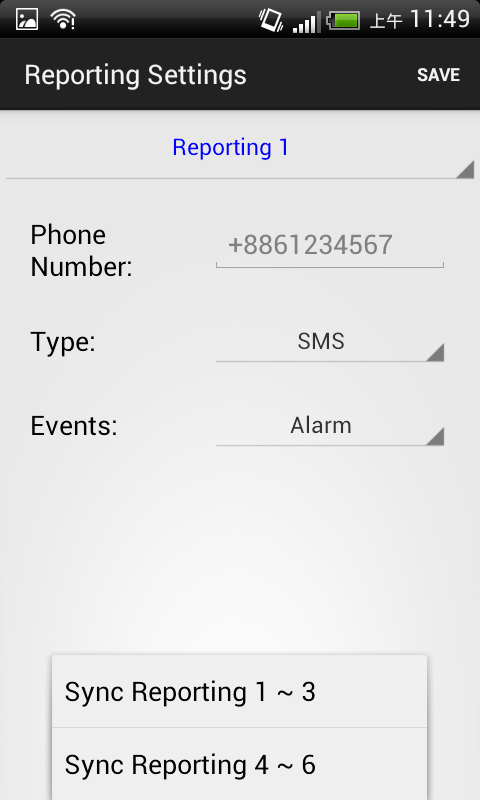 上午 11:49
Reporting Settings
SAVE
Reporting 1
Phone
Number:
+8861234567
Type:
SMS
Events:
Alarm
Sync Reporting 1 ~ 3
Sync Reporting 4 ~ 6